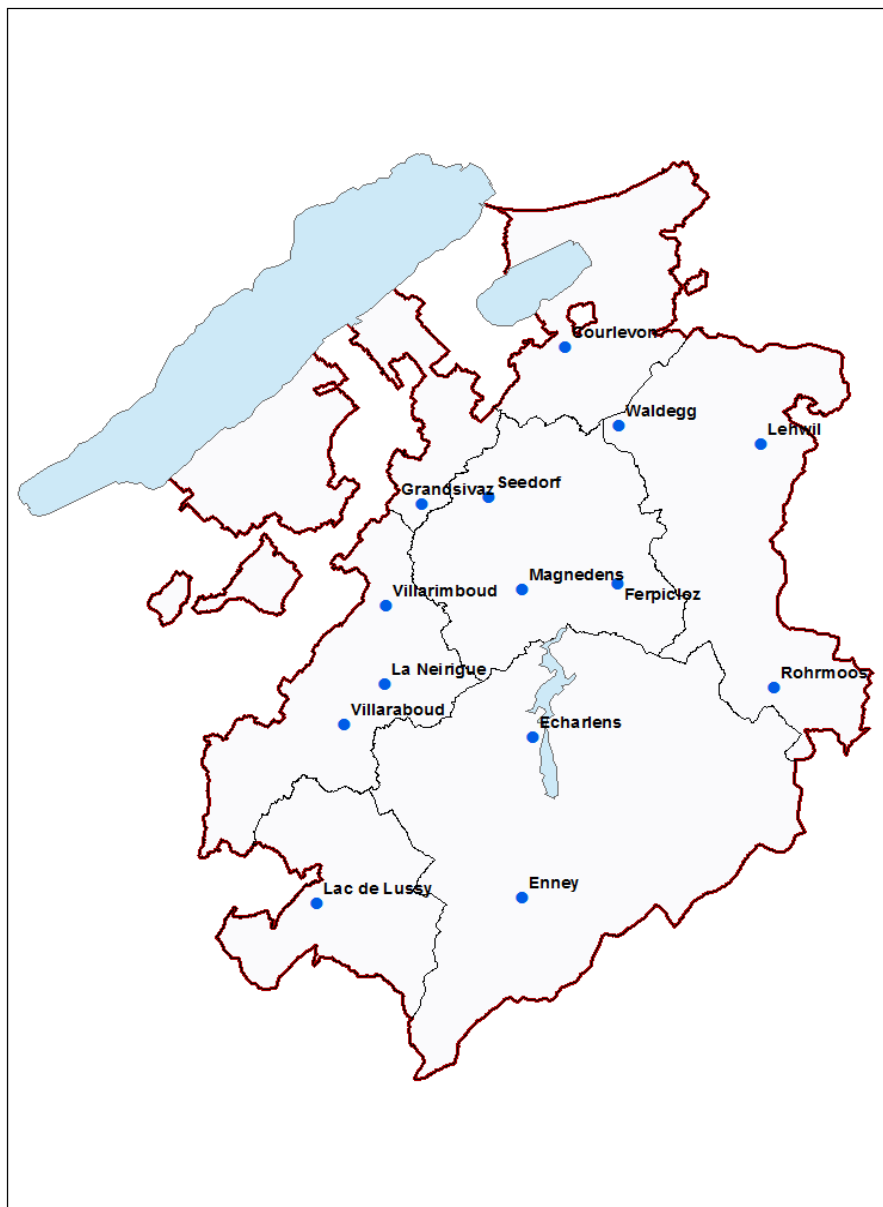 Courlevon
Waldegg
Lehwil
Seedorf
Grandsivaz
Magnedens
Ferpicloz
Villarimboud
La Neirigue
Rohrmoos
Villaraboud
Echarlens
Enney
Lac de Lussy